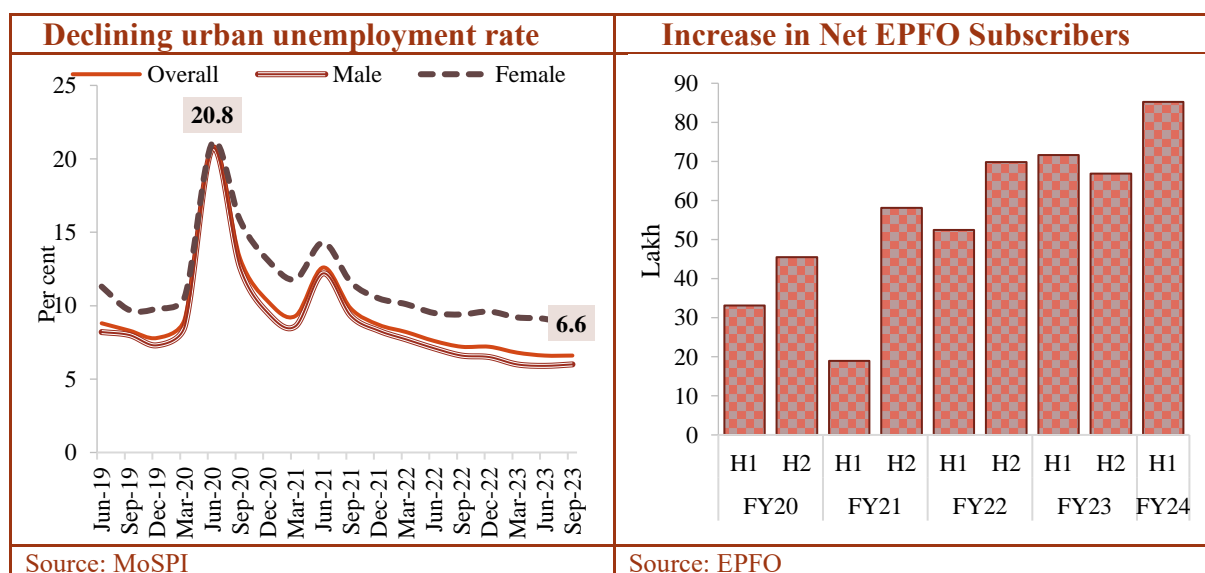 Declining urban unemployment rate
Overall Male Female
Per cent
25
20
15
10
5
0
20.8
6.6
Jun-19
Sep-19
Dec-19
Mar-20
Jun-20
Sep-20
Dec-20
Mar-21
Jun-21
Sep-21
Dec-21
Mar-22
Jun-22
Sep-22
Dec-22
Mar-23
Jun-23
Sep-23
Source: MoSPI
Increase in Net EPFO Subscribers
Lakh
90
80
70
60
50
40
30
20
10
0
H1 H2 H1 H2 H1 H2 H1 H2 H1
FY20 FY21 FY22 FY23 FY24
Source: EPFO